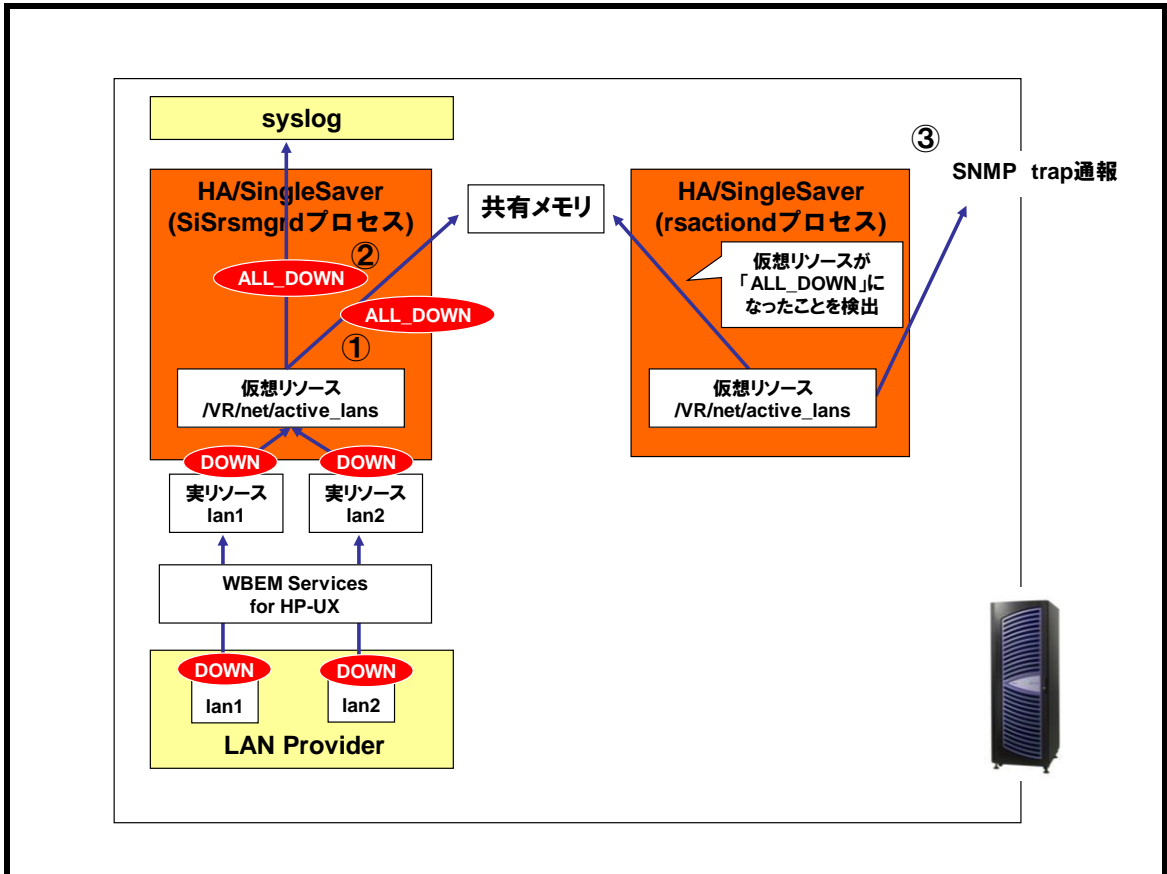 syslog
HA/SingleSaver
(SiSrsmgrdプロセス)
②
ALL_DOWN
ALL_DOWN
①
仮想リソース
/VR/net/active_lans
DOWN
DOWN
実リソース
lan1
実リソース
lan2
WBEM Services
for HP-UX
DOWN
DOWN
lan1
lan2
LAN Provider
共有メモリ
HA/SingleSaver
(rsactiondプロセス)
仮想リソースが
「ALL_DOWN」に
なったことを検出
仮想リソース
/VR/net/active_lans
③
SNMP trap通報